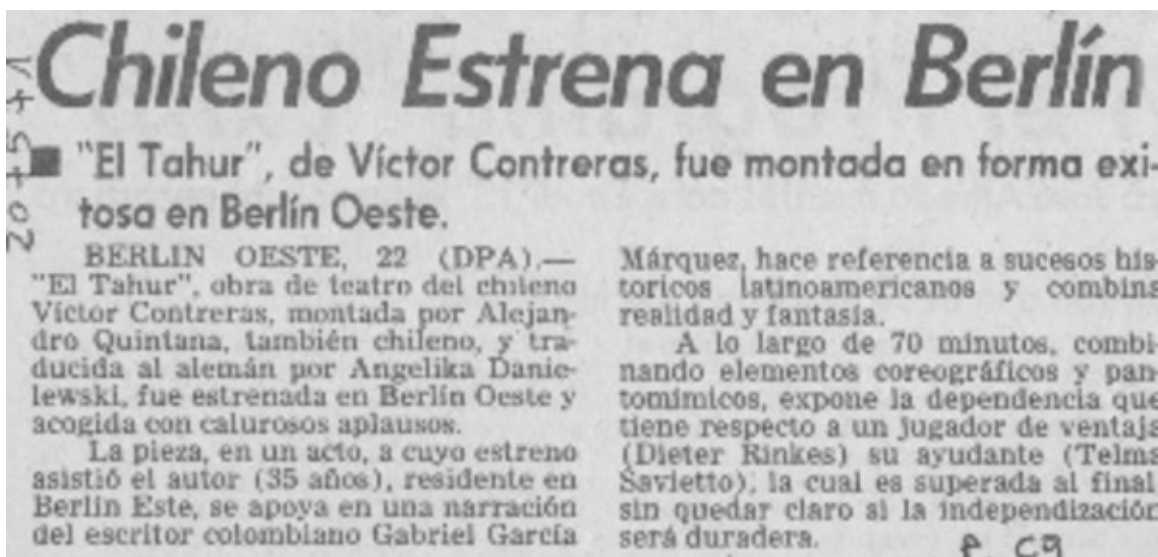 Chileno Estrena en Berlín
"El Tahur", de Víctor Contreras, fue montada en forma exi-
tosa en Berlín Oeste.
BERLIN OESTE, 22 (DPA).—
"El Tahur", obra de teatro del chileno
Víctor Contreras, montada por Alejan-
dro Quintana, también chileno, y tra-
ducida al alemán por Angelika Danie-
lewski, fue estrenada en Berlín Oeste y
acogida con calurosos aplausos.
La pieza, en un acto, a cuyo estreno
asistió el autor (35 años), residente en
Berlín Este, se apoya en una narración
del escritor colombiano Gabriel García
Márquez, hace referencia a sucesos his-
toricos latinoamericanos y combina
realidad y fantasía.
A lo largo de 70 minutos, combi-
nando elementos coreográficos y pan-
tomímicos, expone la dependencia que
tiene respecto a un jugador de ventaja
(Dieter Rinkes) su ayudante (Telma
Savietto), la cual es superada al final
sin quedar claro si la independización
será duradera.